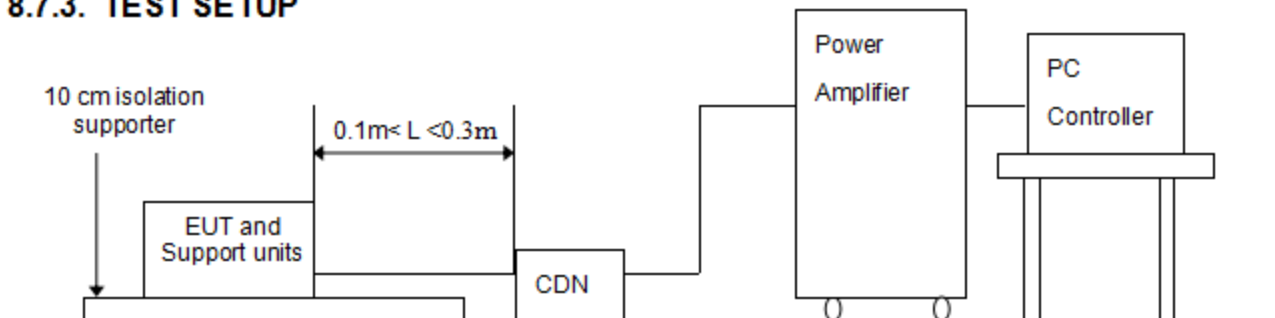 8.7.3. TEST SETUP
10 cm isolation
supporter
0.1m< L <0.3m
EUT and
Support units
CDN
Power
Amplifier
PC
Controller